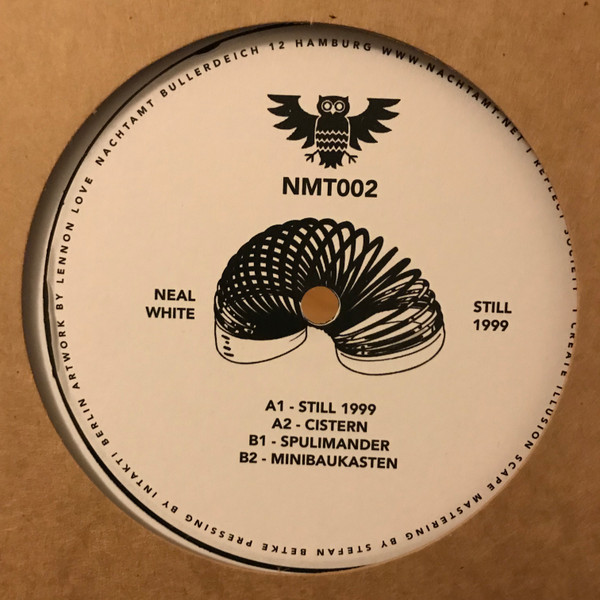 NACHTAMT BULLERDEICH 12 HAMBURG WWW.NACHTAMT.NET I REFLECT SOCIETY I CREATE ILLUSION SCAPE MASTERING BY STEFAN BETKE PRESSING BY INTAKT! BERLIN ARTWORK BY LENNON LOVE
NMT002
NEAL
WHITE
STILL
1999
A1 - STILL 1999
A2 - CISTERN
B1 - SPULIMANDER
B2 - MINIBAUKASTEN